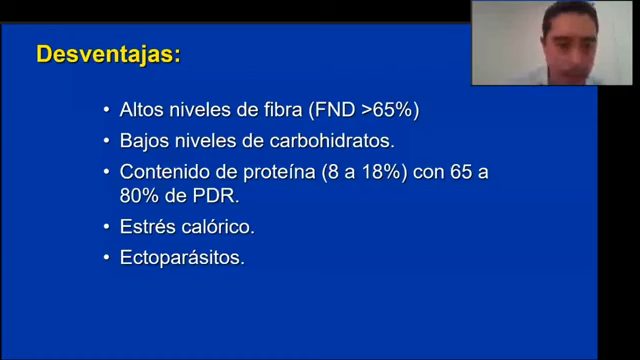 Desventajas:
• Altos niveles de fibra (FND >65%)
• Bajos niveles de carbohidratos.
• Contenido de proteína (8 a 18%) con 65 a
80% de PDR.
• Estrés calórico.
• Ectoparásitos.